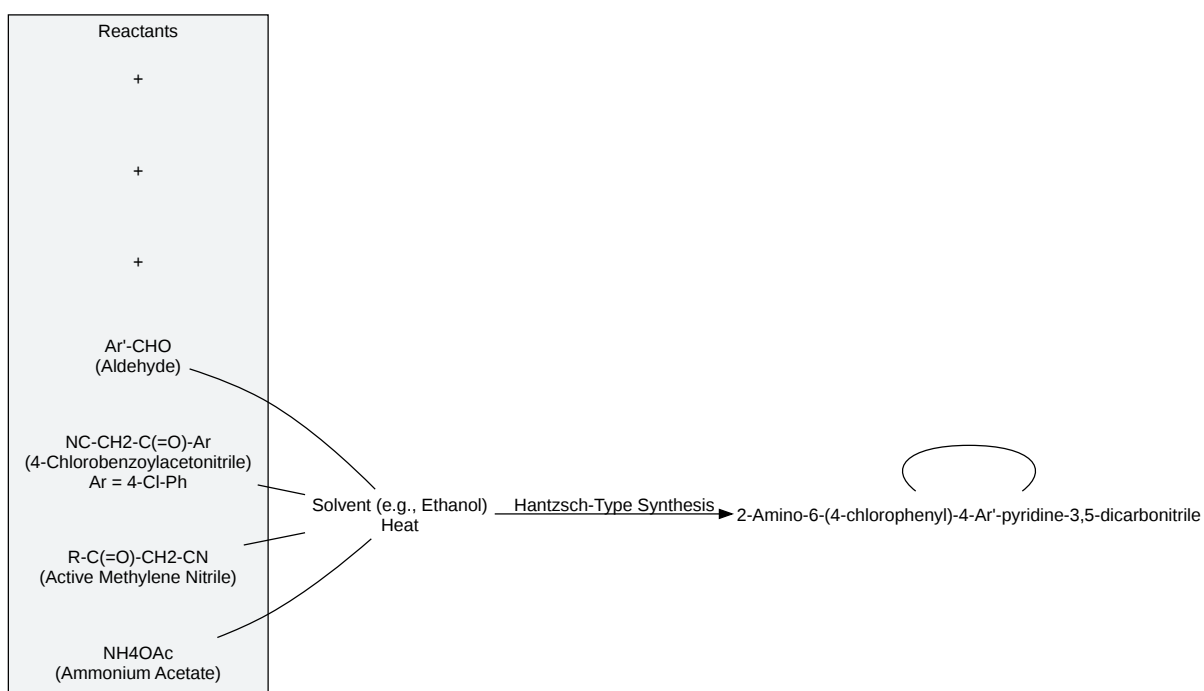 Reactants
+
+
+
Ar'-CHO
(Aldehyde)
NC-CH2-C(=O)-Ar
(4-Chlorobenzoylacetonitrile)
Ar = 4-Cl-Ph
R-C(=O)-CH2-CN
(Active Methylene Nitrile)
NH4OAc
(Ammonium Acetate)
Solvent (e.g., Ethanol)
Heat
Hantzsch-Type Synthesis
2-Amino-6-(4-chlorophenyl)-4-Ar'-pyridine-3,5-dicarbonitrile